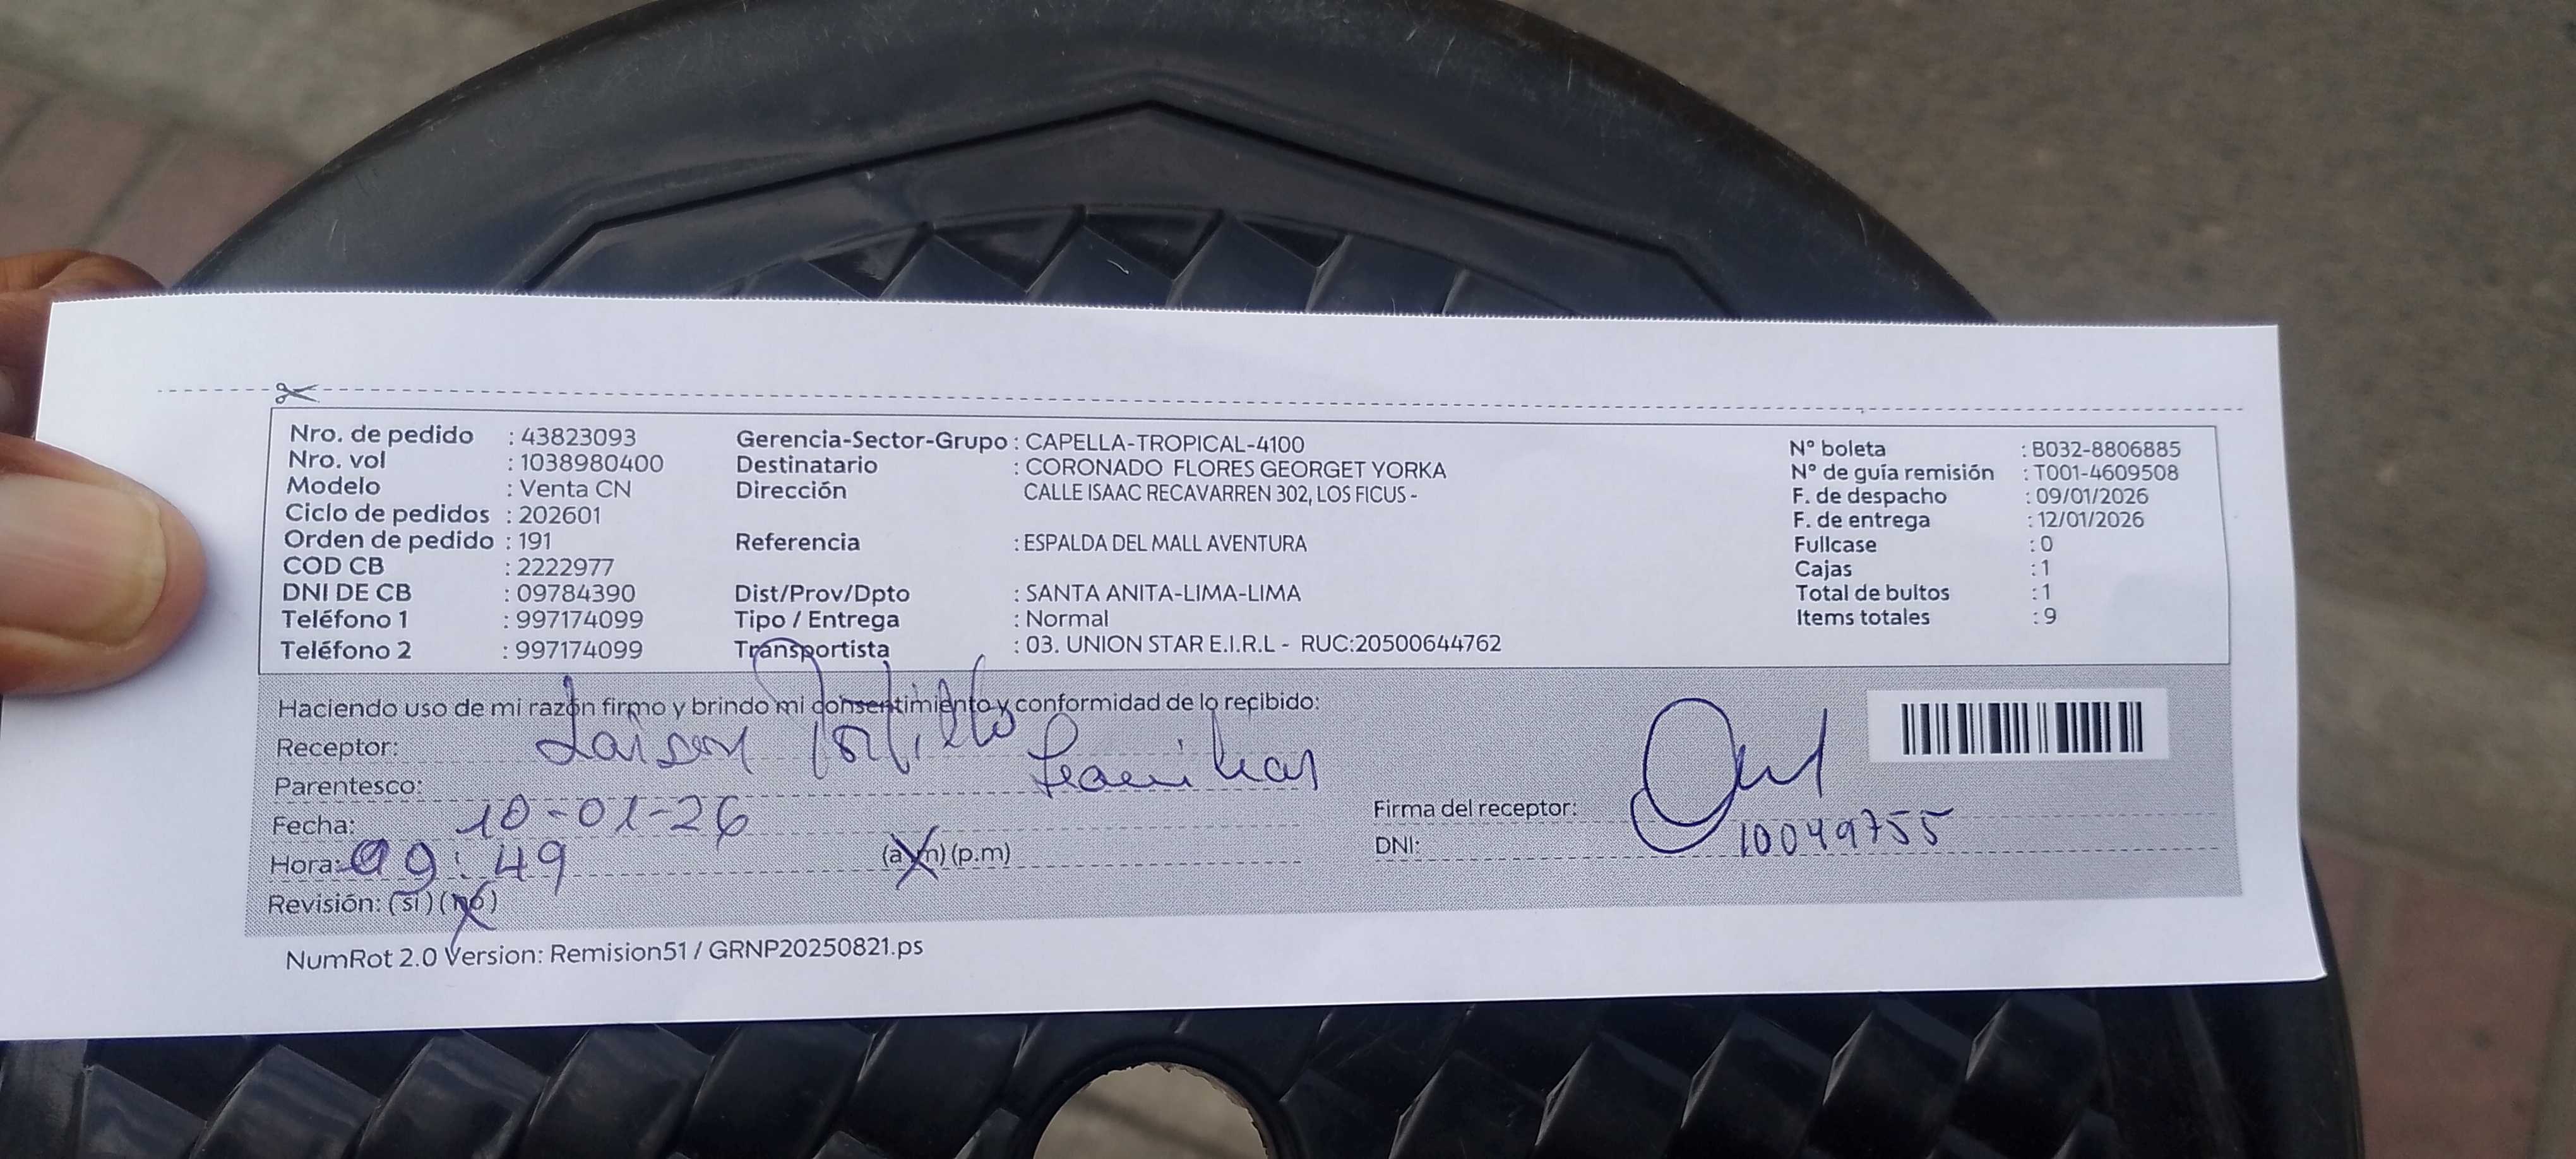 Nro. de pedido : 43823093
Nro. vol : 1038980400
Modelo : Venta CN
Ciclo de pedidos : 202601
Orden de pedido : 191
COD CB : 2222977
DNI DE CB : 09784390
Teléfono 1 : 997174099
Teléfono 2 : 997174099
Gerencia-Sector-Grupo : CAPELLA-TROPICAL-4100
Destinatario : CORONADO FLORES GEORGET YORKA
Dirección CALLE ISAAC RECAVARREN 302, LOS FICUS -
Referencia : ESPALDA DEL MALL AVENTURA
Dist/Prov/Dpto : SANTA ANITA-LIMA-LIMA
Tipo / Entrega : Normal
Transportista : 03. UNION STAR E.I.R.L - RUC:20500644762
N° boleta : B032-8806885
N° de guía remisión : T001-4609508
F. de despacho : 09/01/2026
F. de entrega : 12/01/2026
Fullcase : 0
Cajas : 1
Total de bultos : 1
Items totales : 9
Haciendo uso de mi razón firmo y brindo mi consentimiento y conformidad de lo recibido:
Receptor:
Parentesco: Familiar
Fecha: 10-01-26
Hora: 09:49 (a.m) (p.m)
Revisión: (si) (no)
Firma del receptor:
DNI: 10049755
NumRot 2.0 Version: Remision51 / GRNP20250821.ps